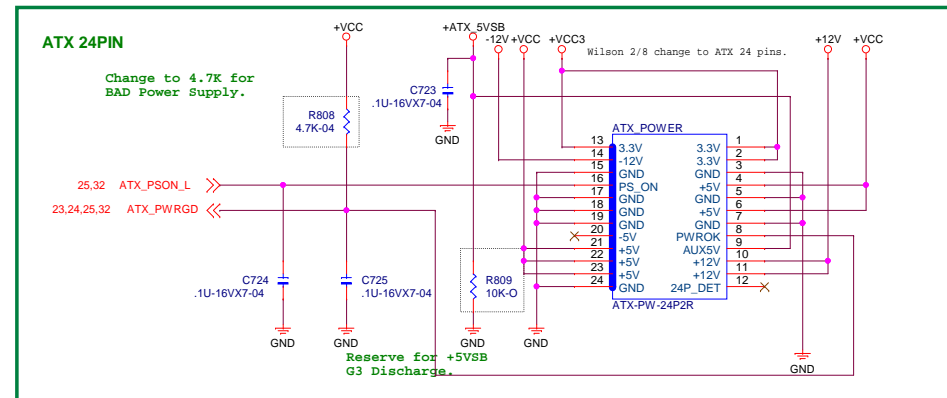 ATX 24PIN
+VCC
+ATX_5VSB
-12V
+VCC
+VCC3
Wilson 2/8 change to ATX 24 pins.
+12V
+VCC
Change to 4.7K for
BAD Power Supply.
C723
.1U-16VX7-04
R808
4.7K-04
GND
ATX_POWER
13 3.3V 3.3V 1
14 -12V 3.3V 2
15 GND GND 3
16 PS_ON +5V 4
17 GND GND 5
18 GND +5V 6
19 GND GND 7
20 -5V PWROK 8
21 +5V AUX5V 9
22 +5V +12V 10
23 +5V +12V 11
24 GND 24P_DET 12
ATX-PW-24P2R
25,32 ATX_PSON_L
23,24,25,32 ATX_PWRGD
C724
.1U-16VX7-04
C725
.1U-16VX7-04
R809
10K-O
GND
GND
GND
GND
GND
Reserve for +5VSB
G3 Discharge.